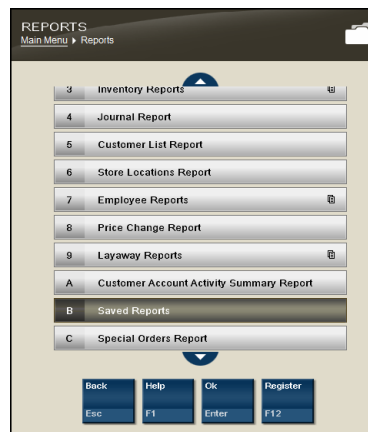 REPORTS
Main Menu ▶ Reports
3 Inventory Reports
4 Journal Report
5 Customer List Report
6 Store Locations Report
7 Employee Reports
8 Price Change Report
9 Layaway Reports
A Customer Account Activity Summary Report
B Saved Reports
C Special Orders Report
Back Help Ok Register
Esc F1 Enter F12